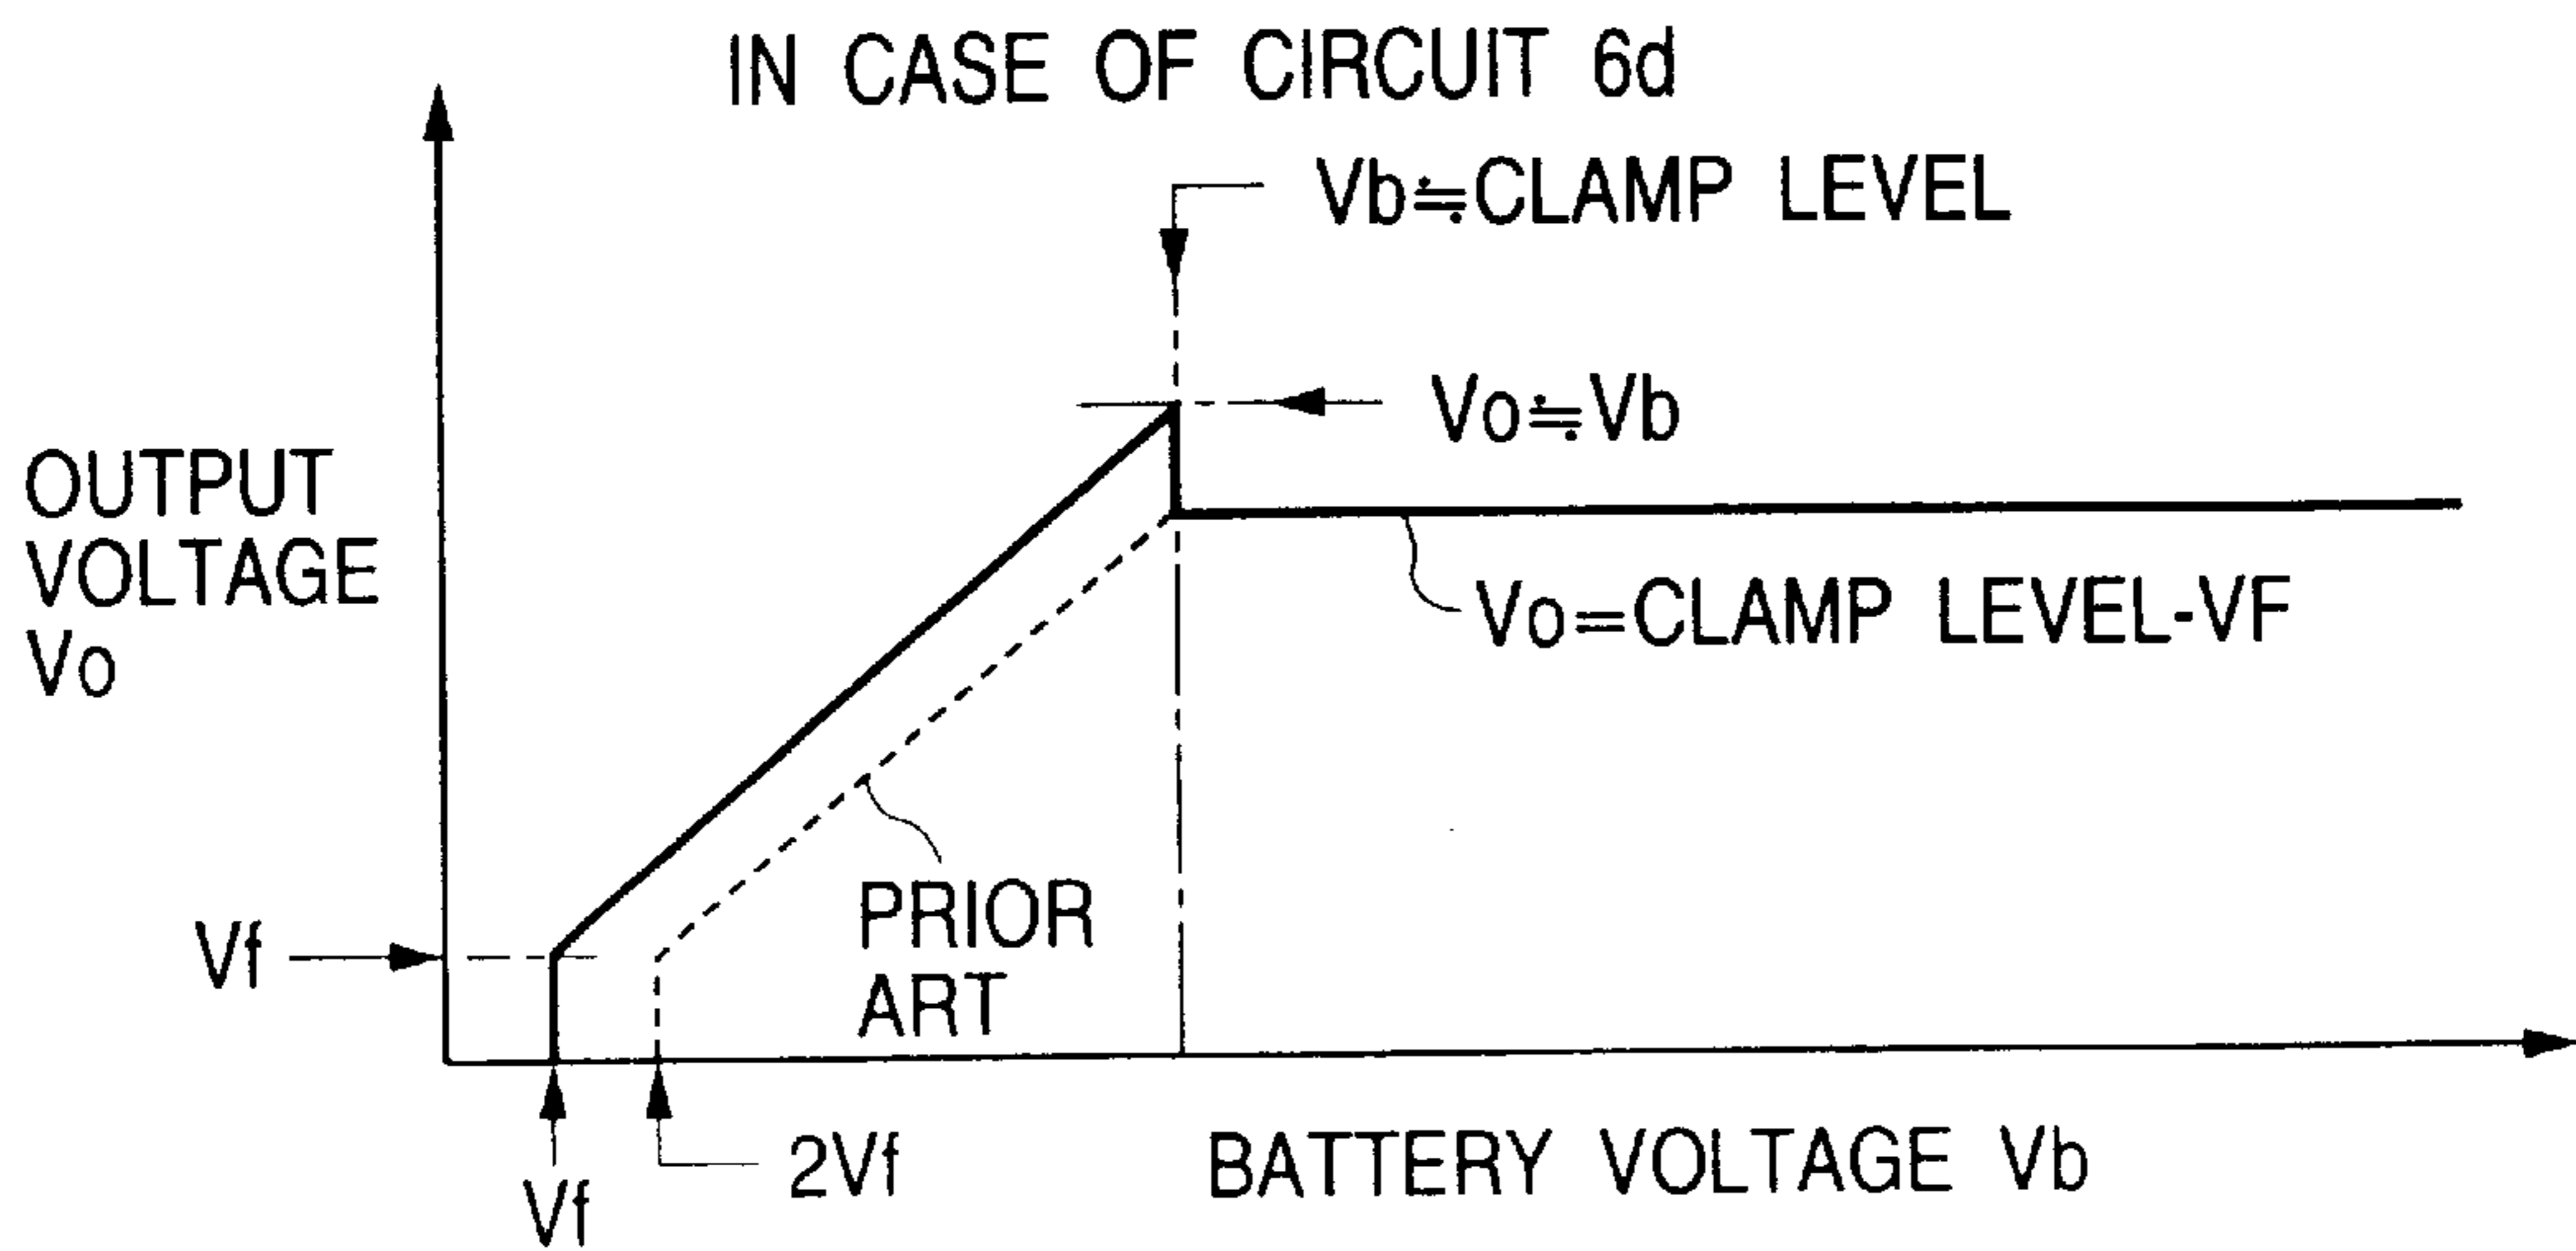 IN CASE OF CIRCUIT 6d
Vb≒CLAMP LEVEL
Vo≒Vb
OUTPUT
VOLTAGE
Vo
Vo=CLAMP LEVEL-VF
PRIOR
ART
Vf
Vf
2Vf
BATTERY VOLTAGE Vb